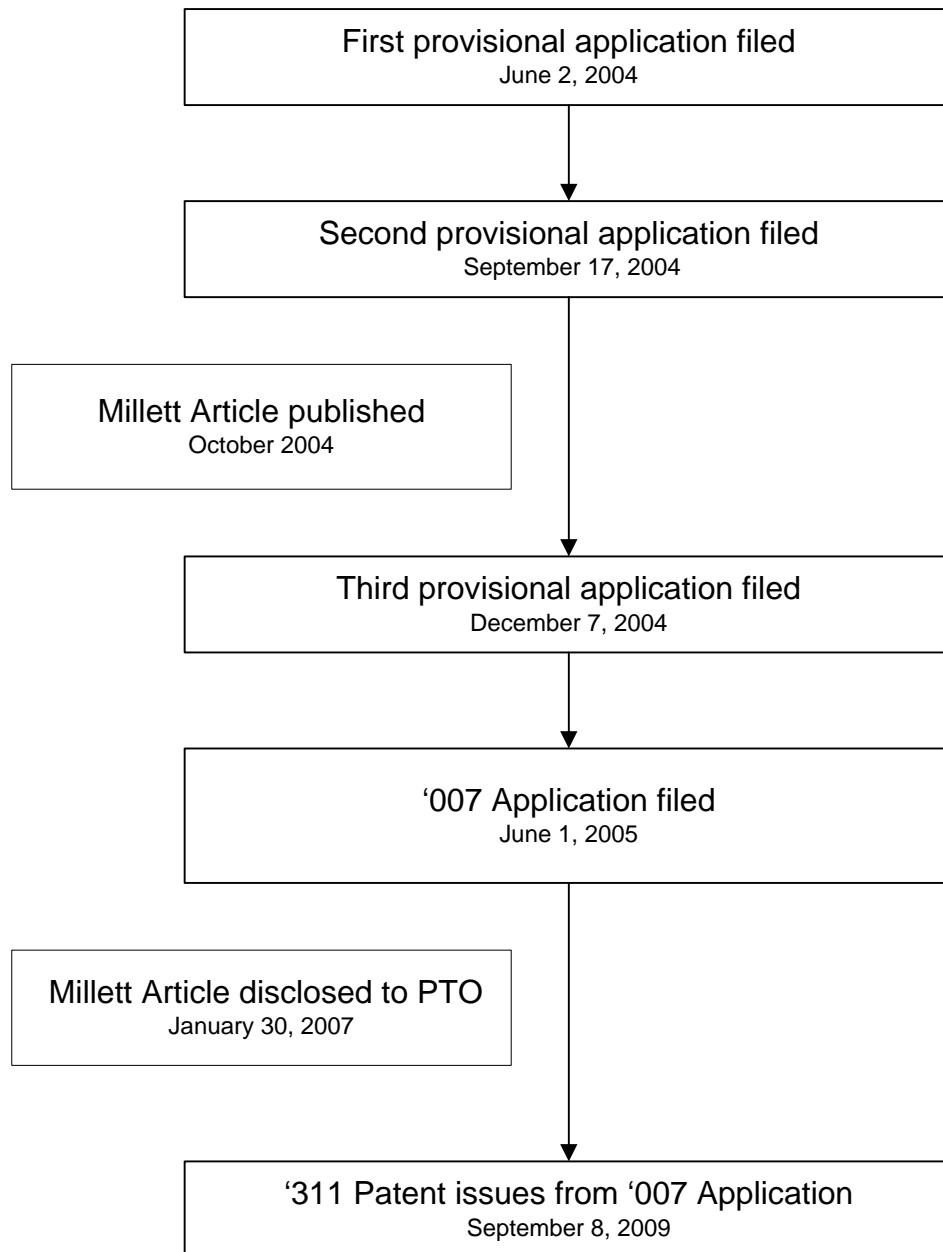 First provisional application filed
June 2, 2004
Second provisional application filed
September 17, 2004
Millett Article published
October 2004
Third provisional application filed
December 7, 2004
‘007 Application filed
June 1, 2005
Millett Article disclosed to PTO
January 30, 2007
‘311 Patent issues from ‘007 Application
September 8, 2009